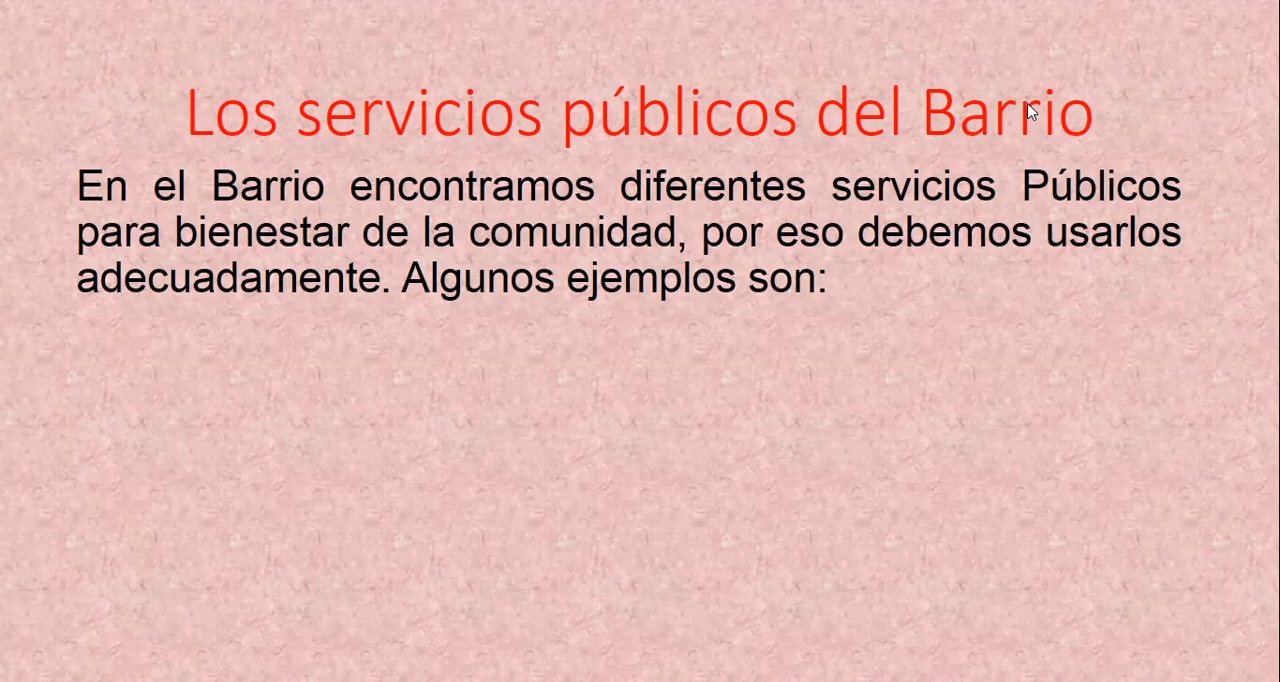 Los servicios públicos del Barrio
En el Barrio encontramos diferentes servicios Públicos
para bienestar de la comunidad, por eso debemos usarlos
adecuadamente. Algunos ejemplos son: